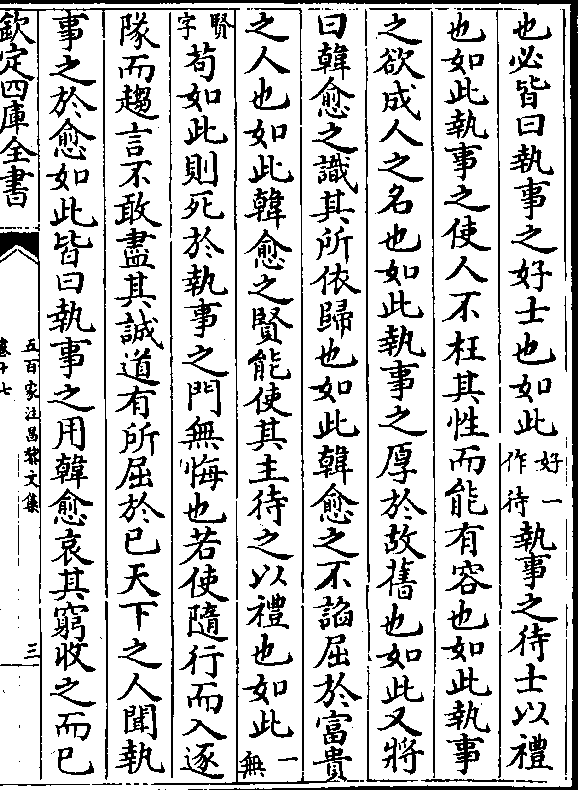 也必皆曰執事之好士也如此好一作待執事之待士以禮
也如此執事之使人不枉其性而能有容也如此執事
之欲成人之名也如此執事之厚於故舊也如此又將
曰韓愈之識其所依歸也如此韓愈之不諂屈於富貴
之人也如此韓愈之賢能使其主待之以禮也如此一無
賢字苟如此則死於執事之門無悔也若使隨行而入逐
隊而趨言不敢盡其誠道有所屈於已天下之人聞執
事之於愈如此皆曰執事之用韓愈哀其窮收之而已
欽定四庫全書
五百家注昌黎文集
卷十七
三